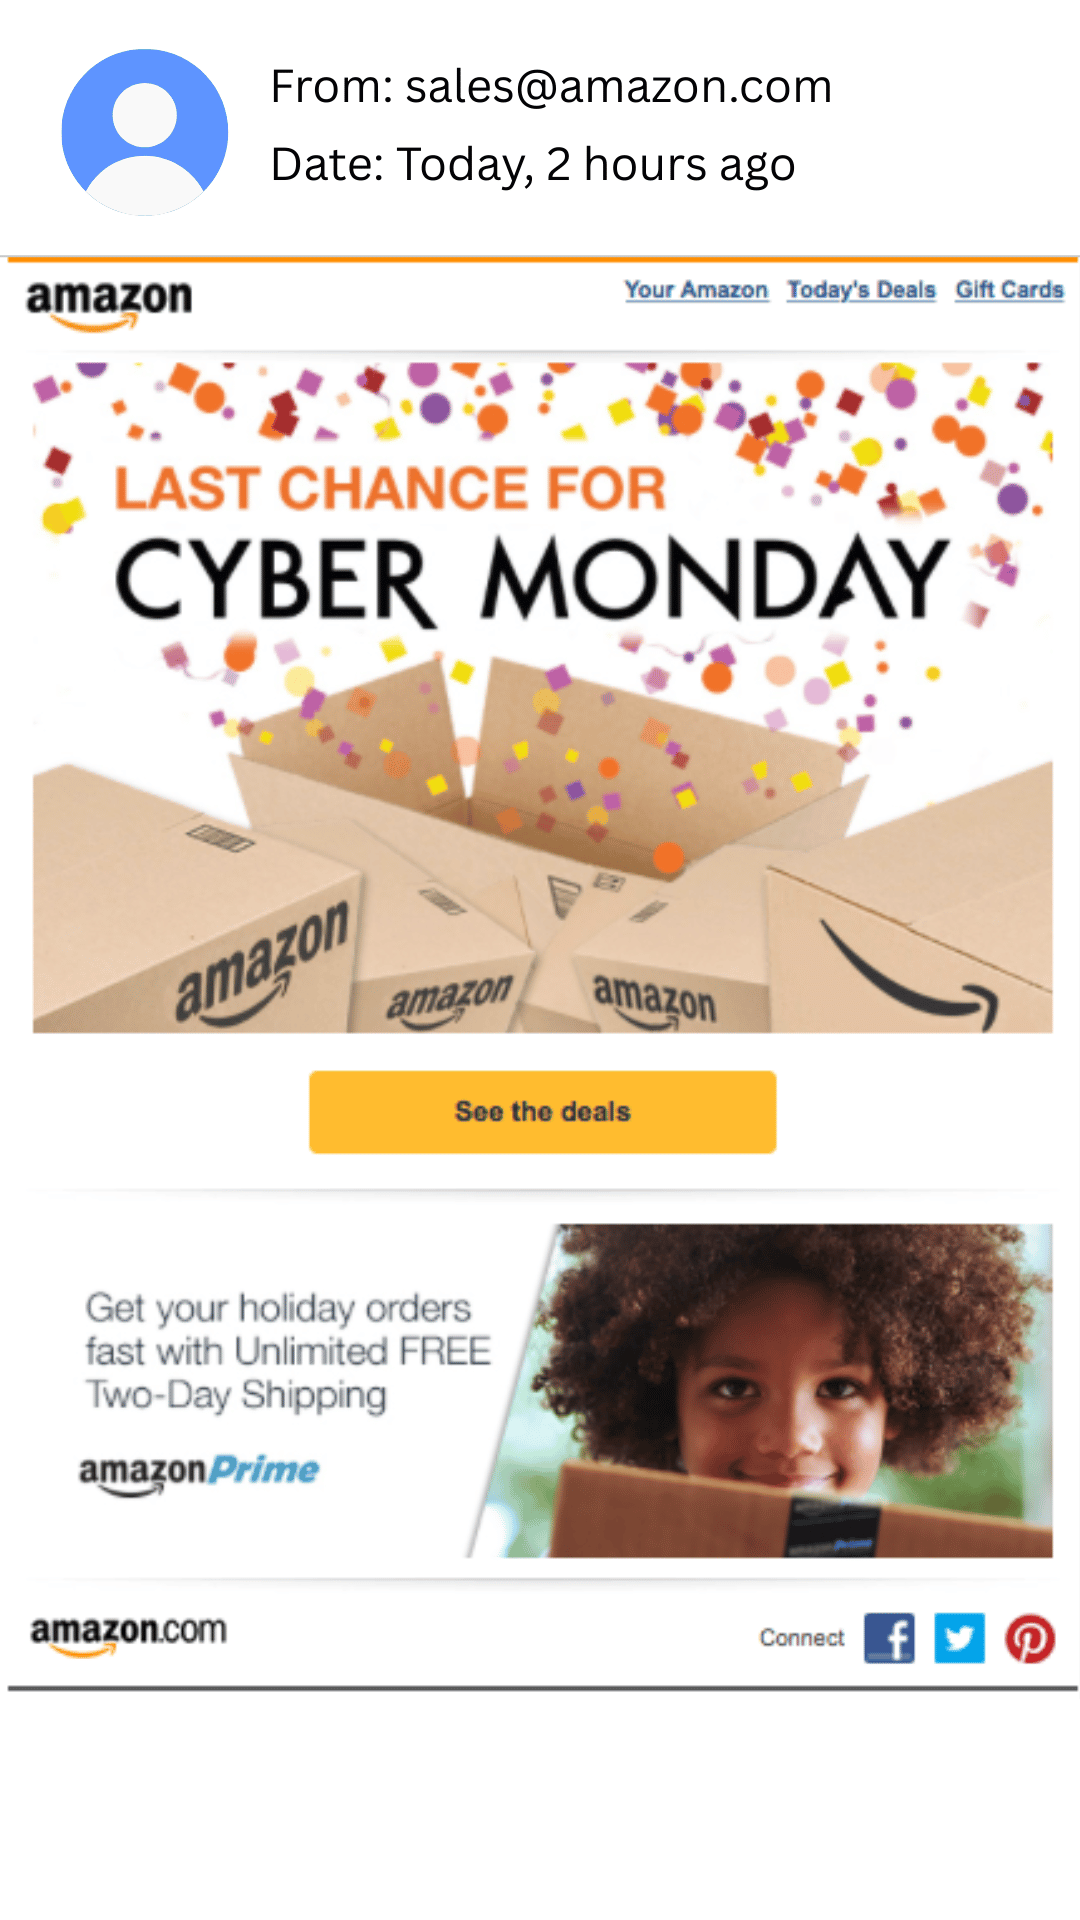 From: sales@amazon.com
Date: Today, 2 hours ago
amazon
Your Amazon Today's Deals Gift Cards
LAST CHANCE FOR
CYBER MONDAY
amazon
amazon
amazon
See the deals
Get your holiday orders
fast with Unlimited FREE
Two-Day Shipping
amazonPrime
amazon.com
Connect